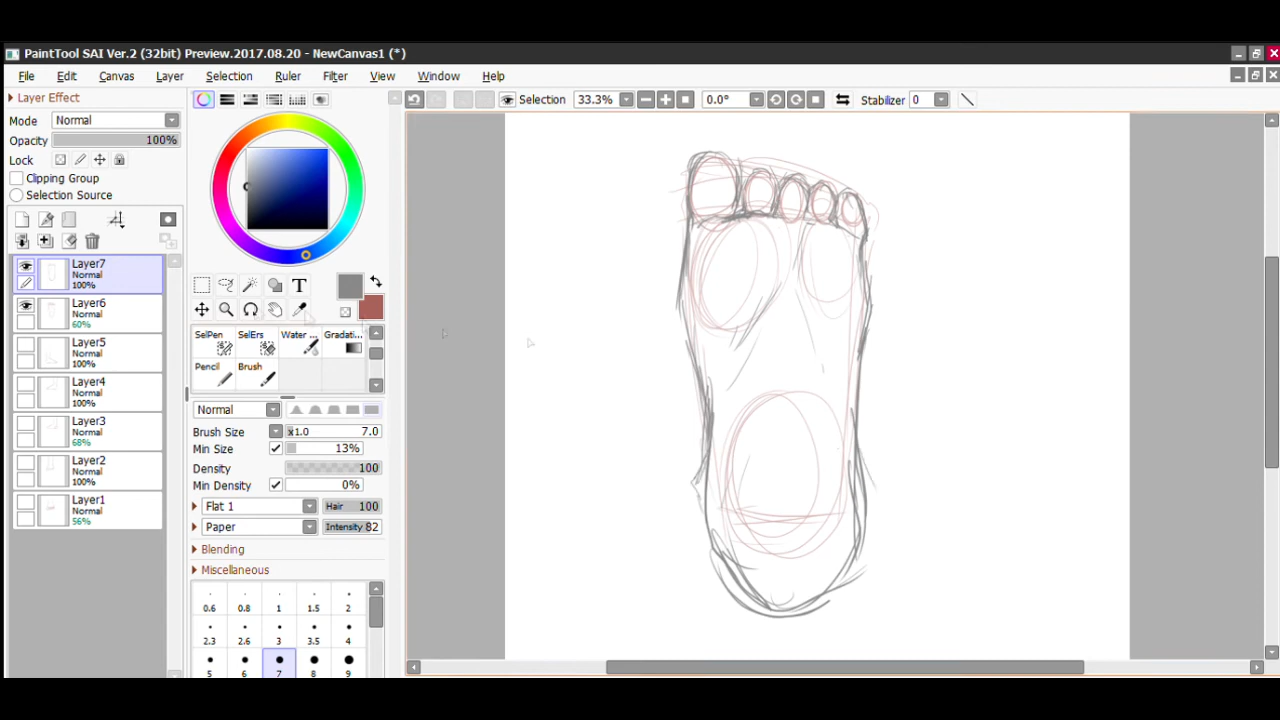 PaintTool SAI Ver.2 (32bit) Preview.2017.08.20 - NewCanvas1 (*)
File Edit Canvas Layer Selection Ruler Filter View Window Help
Layer Effect
Mode Normal
Opacity 100%
Lock
Clipping Group
Selection Source
Layer7
Normal
100%
Layer6
Normal
60%
Layer5
Normal
100%
Layer4
Normal
100%
Layer3
Normal
68%
Layer2
Normal
100%
Layer1
Normal
56%
Selection 33.3% 0.0° Stabilizer 0
T
SelPen SelErs Water ... Gradati...
Pencil Brush
Normal
Brush Size x1.0 7.0
Min Size 13%
Density 100
Min Density 0%
Flat 1 Hair 100
Paper Intensity 82
Blending
Miscellaneous
0.6 0.8 1 1.5 2
2.3 2.6 3 3.5 4
5 6 7 8 9